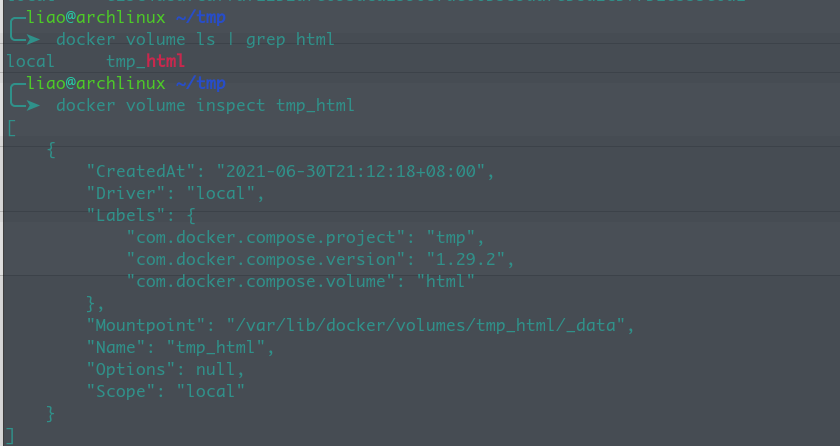 liao@archlinux ~/tmp
docker volume ls | grep html
local     tmp_html
liao@archlinux ~/tmp
docker volume inspect tmp_html
[
    {
        "CreatedAt": "2021-06-30T21:12:18+08:00",
        "Driver": "local",
        "Labels": {
            "com.docker.compose.project": "tmp",
            "com.docker.compose.version": "1.29.2",
            "com.docker.compose.volume": "html"
        },
        "Mountpoint": "/var/lib/docker/volumes/tmp_html/_data",
        "Name": "tmp_html",
        "Options": null,
        "Scope": "local"
    }
]